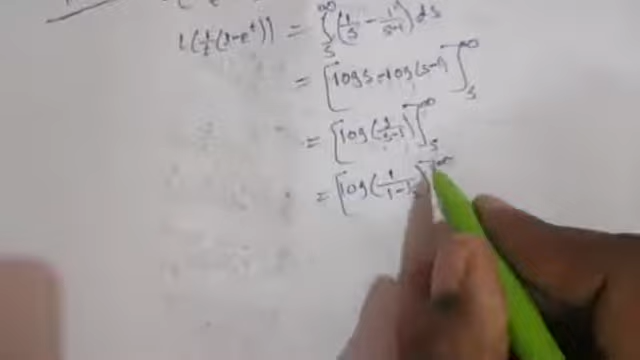 L(1/t (1-e^t)) = ∫_s^∞ (1/s - 1/s-1) ds
= [log s - log(s-1)]_s^∞
= [log(s/s-1)]_s^∞
= [log(1/1-1/s)]^∞